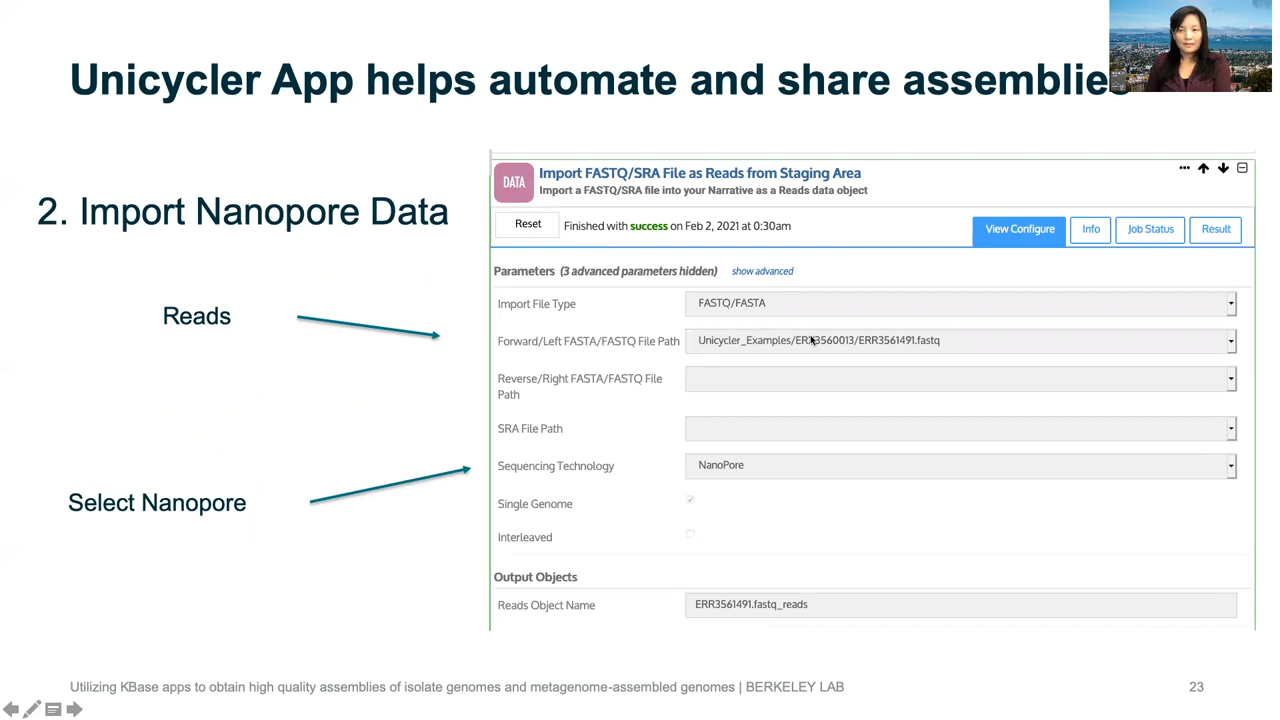 Unicycler App helps automate and share assemblies
2. Import Nanopore Data
Reads
Select Nanopore
DATA
Import FASTQ/SRA File as Reads from Staging Area
Import a FASTQ/SRA file into your Narrative as a Reads data object
Reset
Finished with success on Feb 2, 2021 at 0:30am
View Configure
Info
Job Status
Result
Parameters (3 advanced parameters hidden) show advanced
Import File Type
FASTQ/FASTA
Forward/Left FASTA/FASTQ File Path
Unicycler_Examples/ERR3560013/ERR3561491.fastq
Reverse/Right FASTA/FASTQ File
Path
SRA File Path
Sequencing Technology
NanoPore
Single Genome
Interleaved
Output Objects
Reads Object Name
ERR3561491.fastq_reads
Utilizing KBase apps to obtain high quality assemblies of isolate genomes and metagenome-assembled genomes | BERKELEY LAB
23